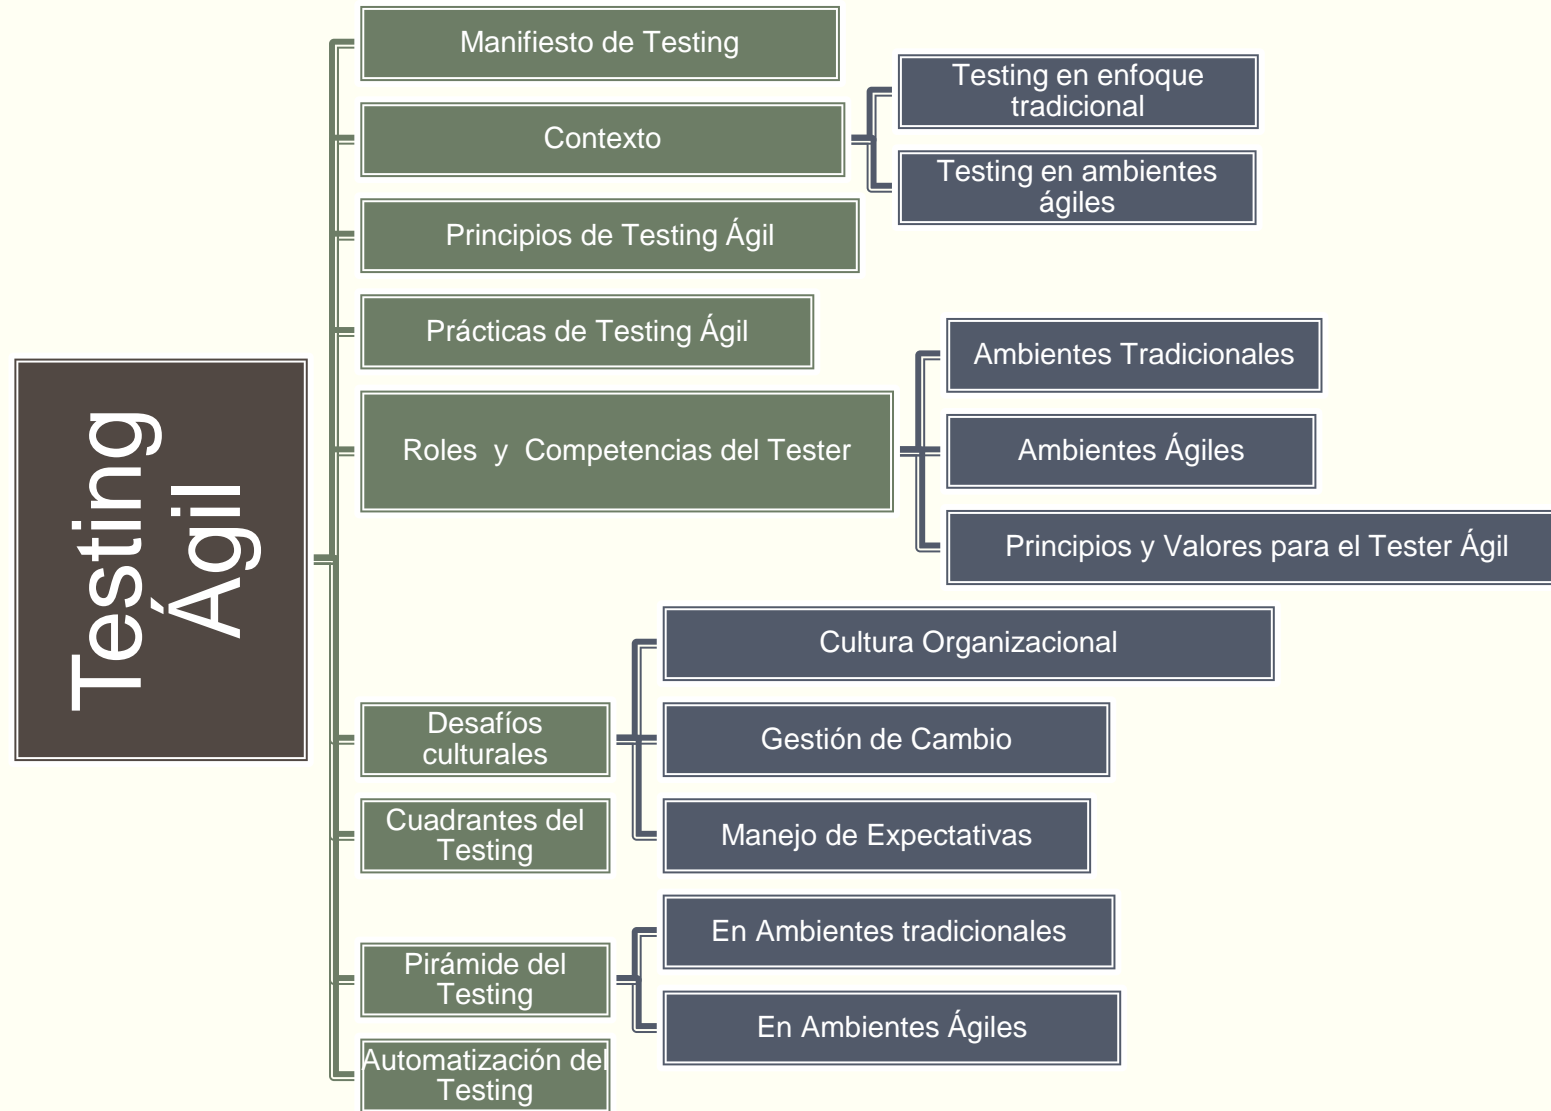 Testing
Ágil
Manifiesto de Testing
Contexto
Testing en enfoque
tradicional
Testing en ambientes
ágiles
Principios de Testing Ágil
Prácticas de Testing Ágil
Roles y Competencias del Tester
Ambientes Tradicionales
Ambientes Ágiles
Principios y Valores para el Tester Ágil
Desafíos
culturales
Cultura Organizacional
Gestión de Cambio
Manejo de Expectativas
Cuadrantes del
Testing
Pirámide del
Testing
En Ambientes tradicionales
En Ambientes Ágiles
Automatización del
Testing